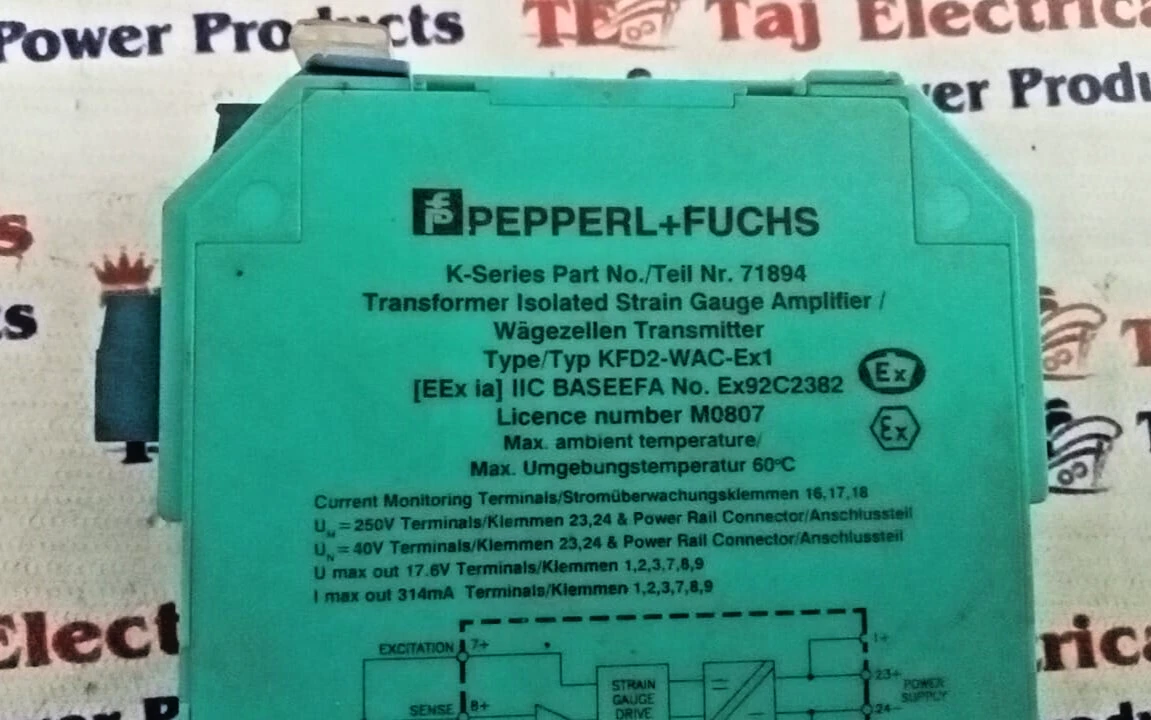 Power Products
TE Taj Electrica
er Produ
s
ts
PEPPERL+FUCHS
K-Series Part No./Teil Nr. 71894
Transformer Isolated Strain Gauge Amplifier /
Wägezellen Transmitter
Type/Typ KFD2-WAC-Ex1
[EEx ia] IIC BASEEFA No. Ex92C2382
Ex
Licence number M0807
Ex
Max. ambient temperature/
Max. Umgebungstemperatur 60°C
Current Monitoring Terminals/Stromüberwachungsklemmen 16,17,18
UM = 250V Terminals/Klemmen 23,24 & Power Rail Connector/Anschlussteil
UN = 40V Terminals/Klemmen 23,24 & Power Rail Connector/Anschlussteil
U max out 17.6V Terminals/Klemmen 1,2,3,7,8,9
I max out 314mA Terminals/Klemmen 1,2,3,7,8,9
Elect
rica
EXCITATION 7+
1+
STRAIN
GAUGE
DRIVE
23+
POWER
SUPPLY
24-
SENSE 8+